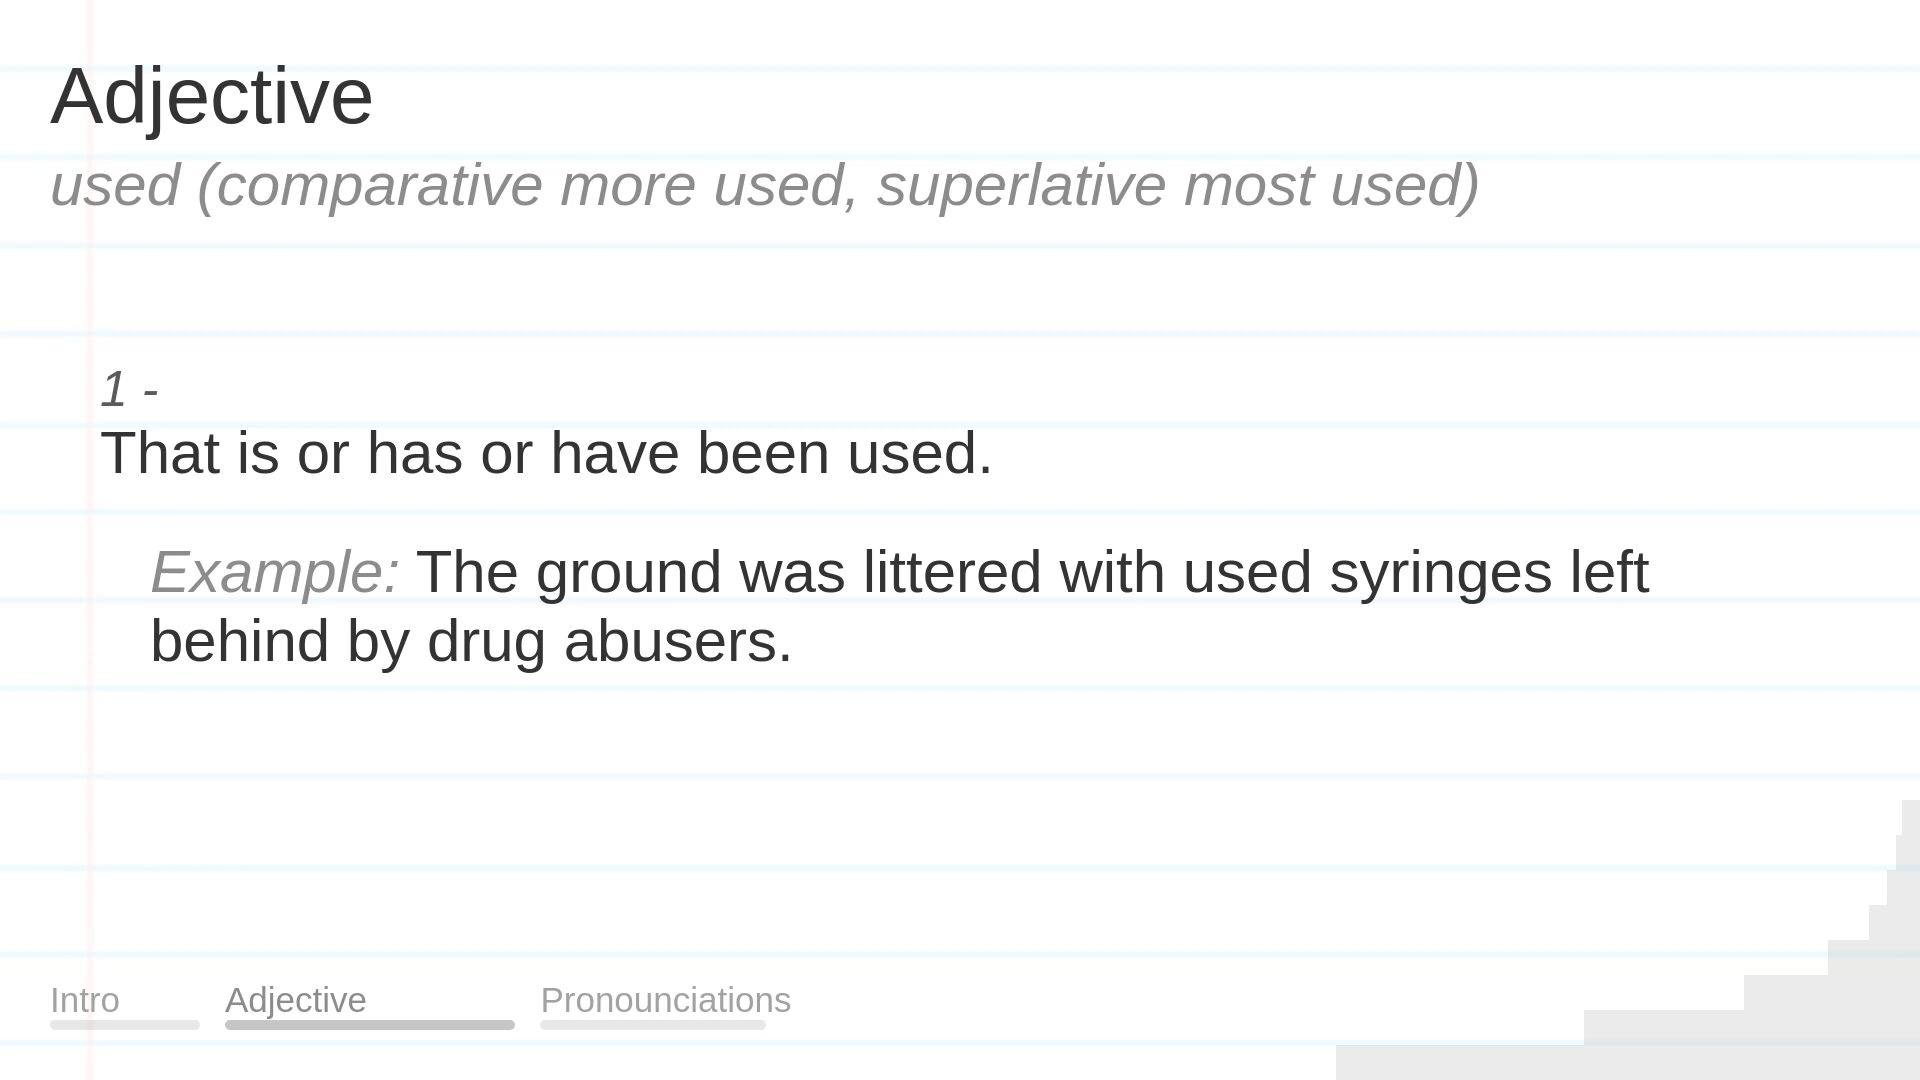 Adjective
used (comparative more used, superlative most used)
1 -
That is or has or have been used.
Example: The ground was littered with used syringes left
behind by drug abusers.
Intro Adjective Pronounciations